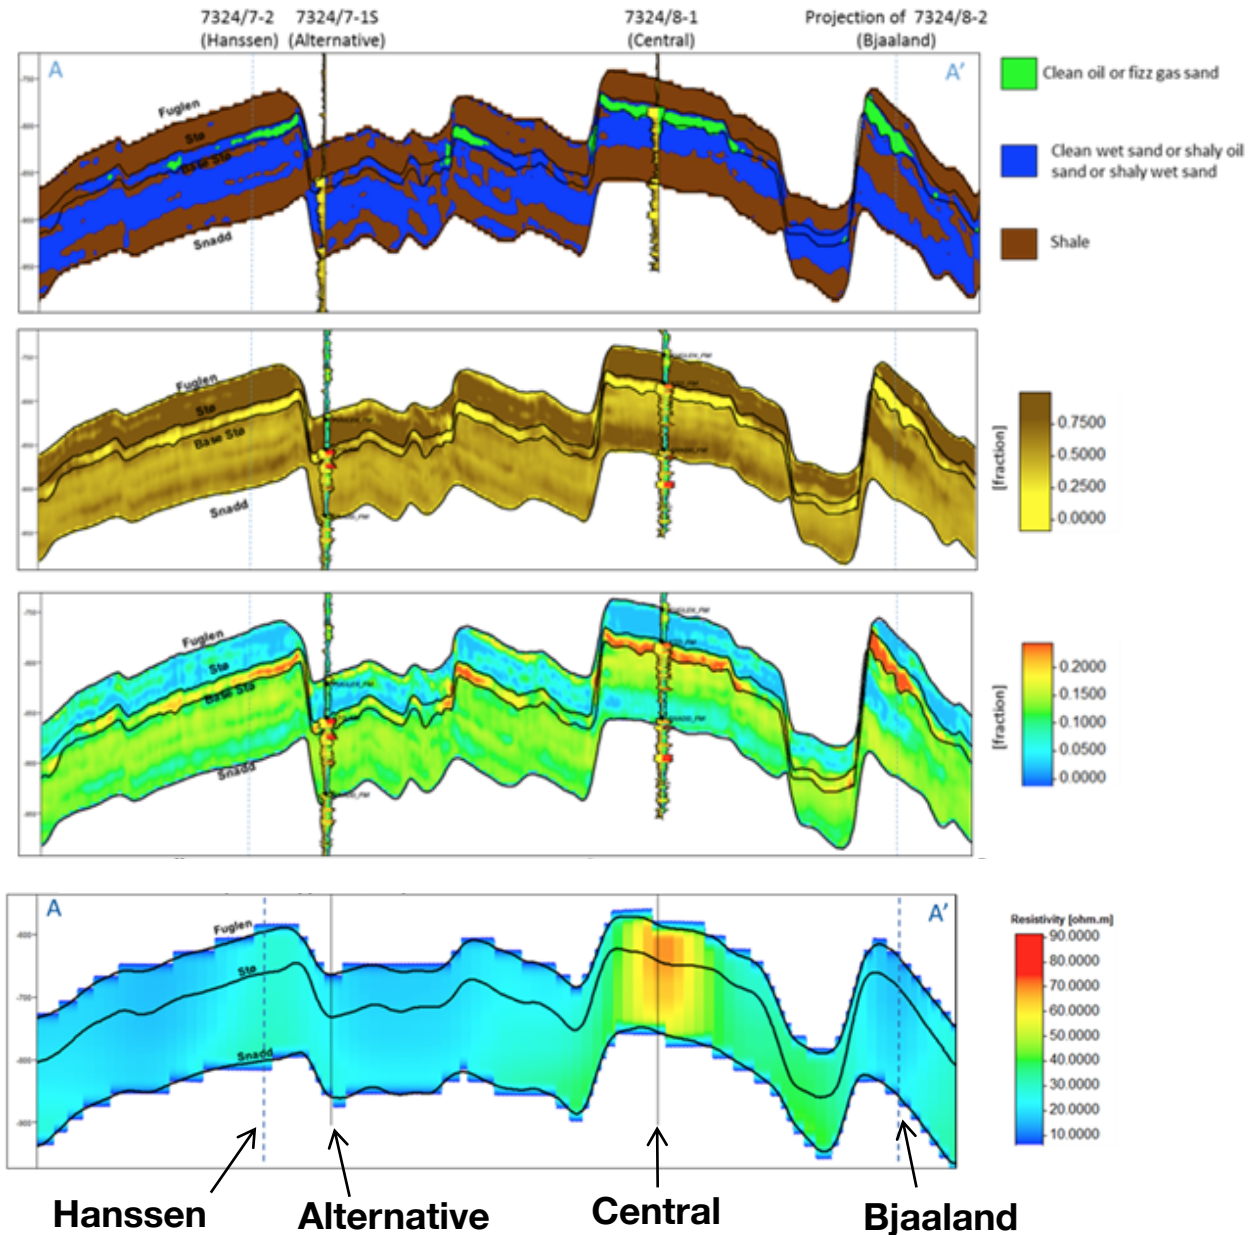 7324/7-2 7324/7-1S 7324/8-1 Projection of 7324/8-2
(Hanssen) (Alternative) (Central) (Bjaaland)
A A'
Fuglen
Stø
Base Stø
Snadd
Clean oil or fizz gas sand
Clean wet sand or shaly oil
sand or shaly wet sand
Shale
Fuglen
Stø
Base Stø
Snadd
[fraction]
0.7500
0.5000
0.2500
0.0000
Fuglen
Stø
Base Stø
Snadd
[fraction]
0.2000
0.1500
0.1000
0.0500
0.0000
A A'
Fuglen
Stø
Snadd
Resistivity [ohm.m]
90.0000
80.0000
70.0000
60.0000
50.0000
40.0000
30.0000
20.0000
10.0000
Hanssen Alternative Central Bjaaland